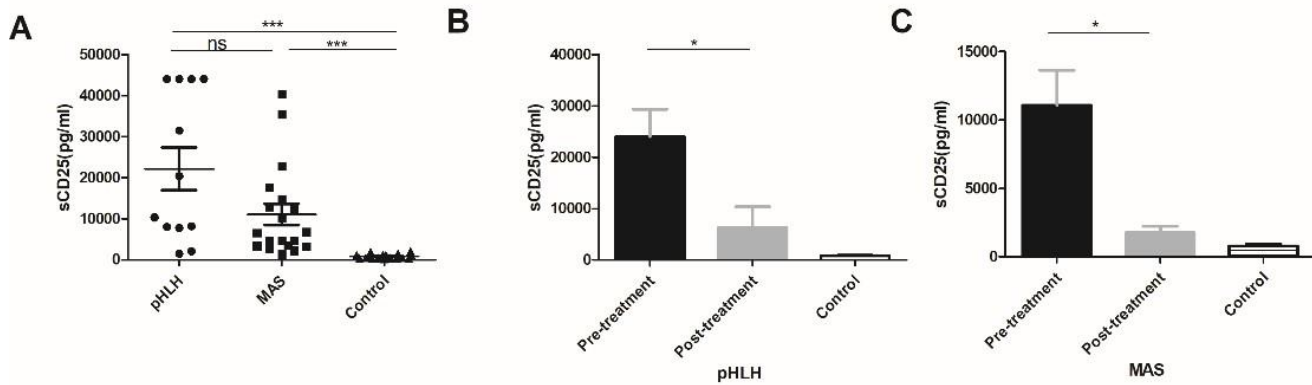 A
***
ns
***
sCD25(pg/ml)
50000
40000
30000
20000
10000
0
pHLH
MAS
Control
B
*
sCD25(pg/ml)
40000
30000
20000
10000
0
Pre-treatment
Post-treatment
Control
pHLH
C
*
sCD25(pg/ml)
15000
10000
5000
0
Pre-treatment
Post-treatment
Control
MAS